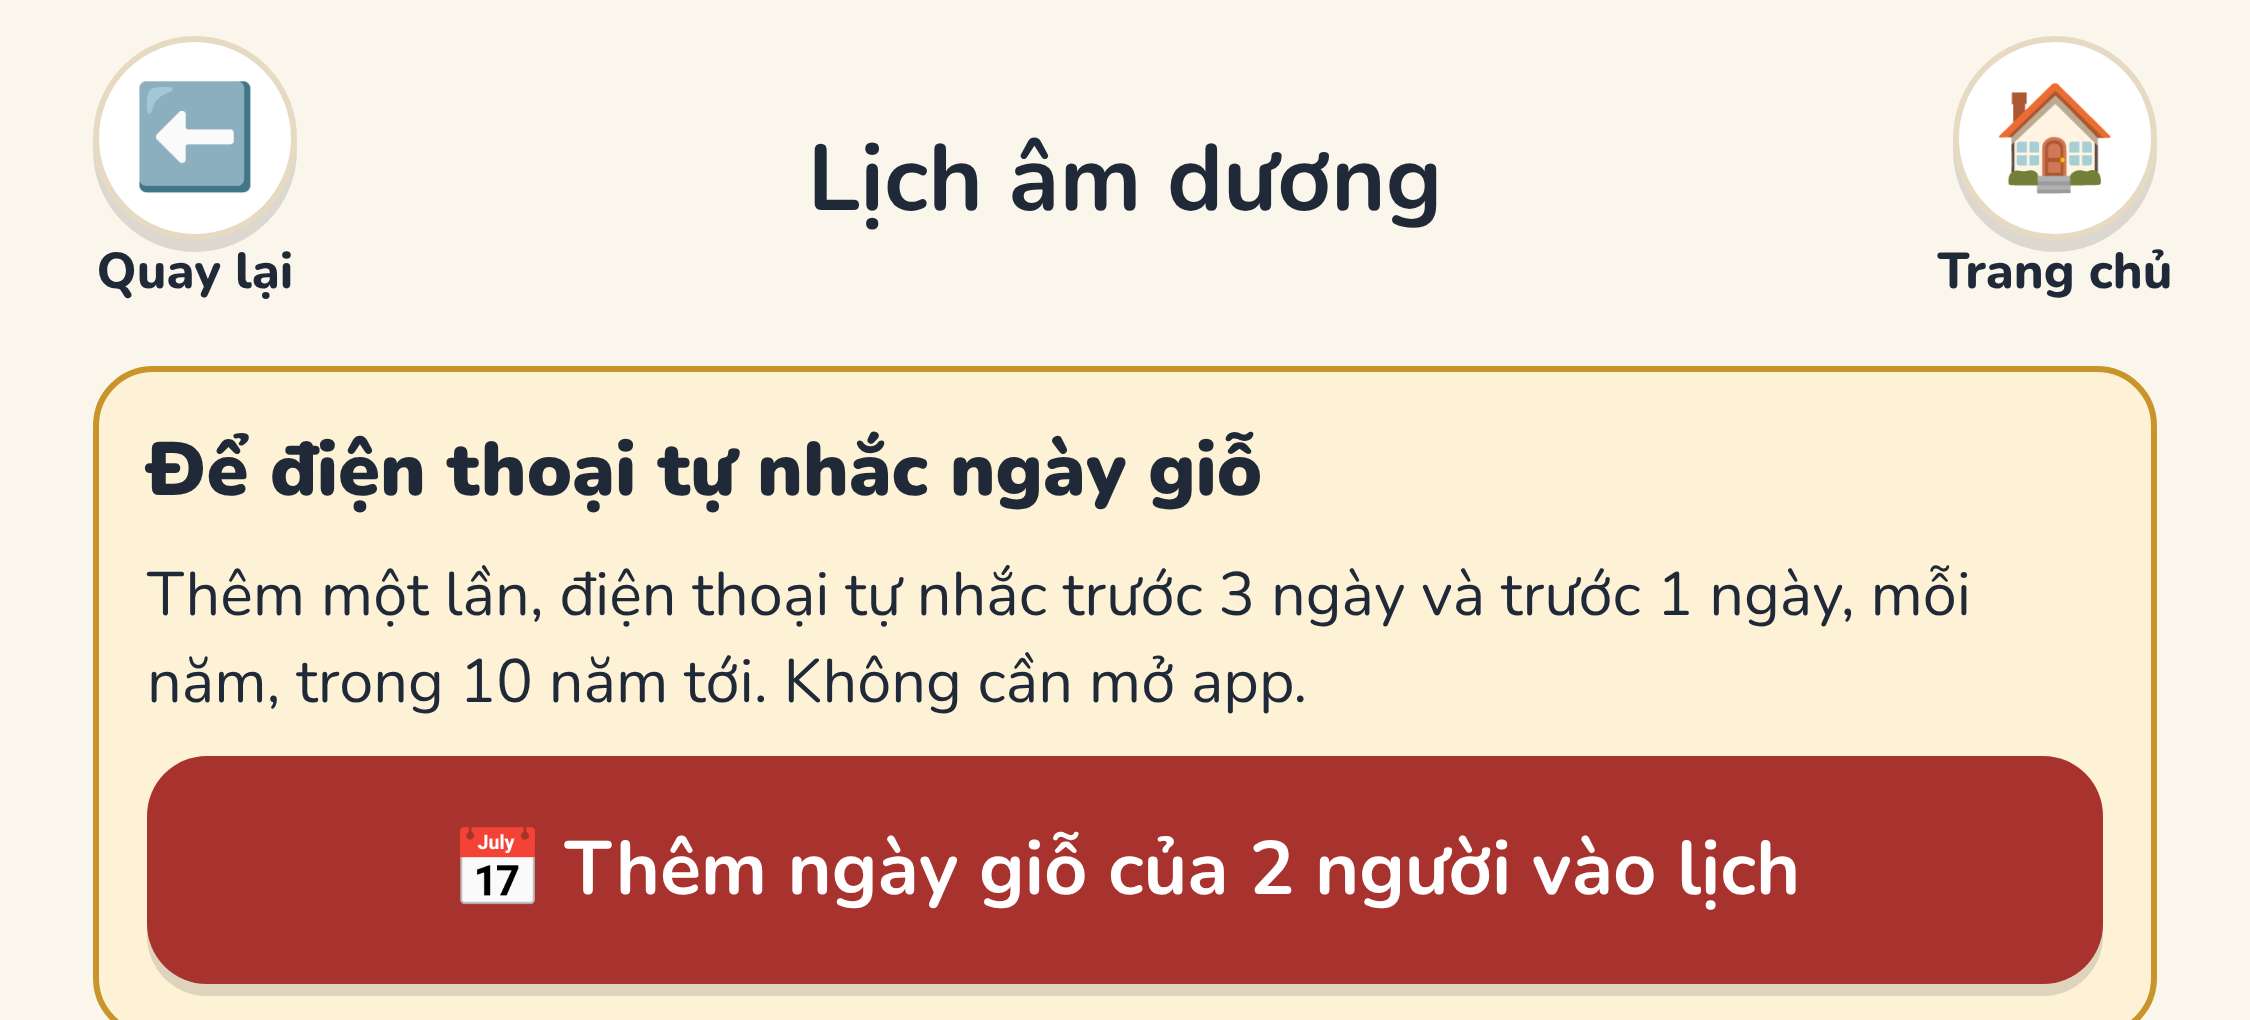 Lịch âm dương
Quay lại
Trang chủ
Để điện thoại tự nhắc ngày giỗ
Thêm một lần, điện thoại tự nhắc trước 3 ngày và trước 1 ngày, mỗi
năm, trong 10 năm tới. Không cần mở app.
July
17
Thêm ngày giỗ của 2 người vào lịch